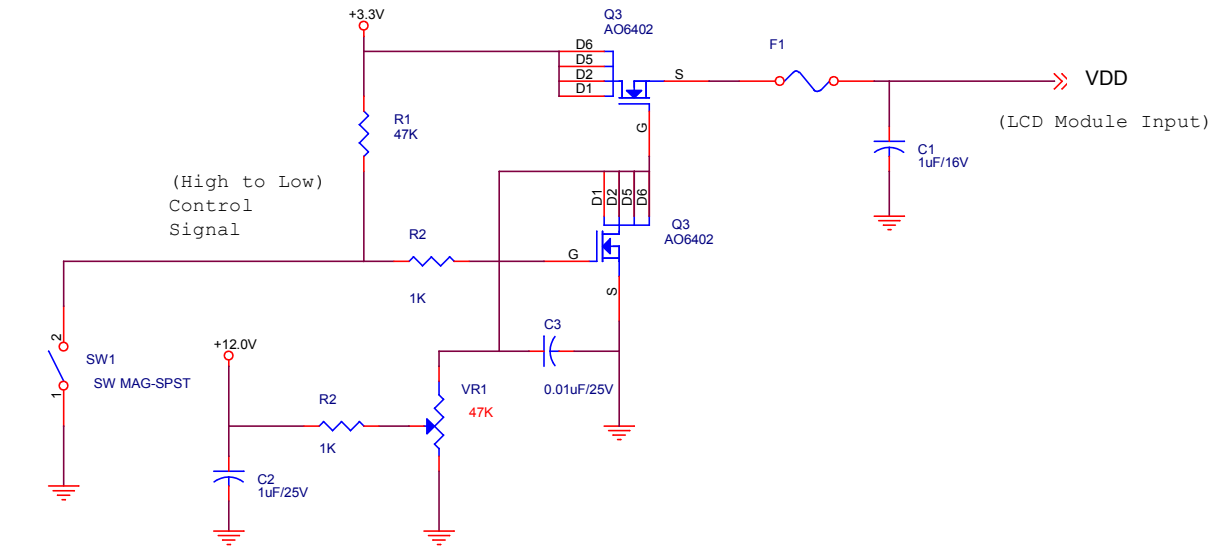 +3.3V
Q3
AO6402
D6
D5
D2
D1
S
G
F1
VDD
(LCD Module Input)
R1
47K
C1
1uF/16V
(High to Low)
Control
Signal
D1
D2
D5
D6
Q3
AO6402
R2
1K
G
S
2
SW1
SW MAG-SPST
1
+12.0V
C3
0.01uF/25V
R2
1K
VR1
47K
C2
1uF/25V